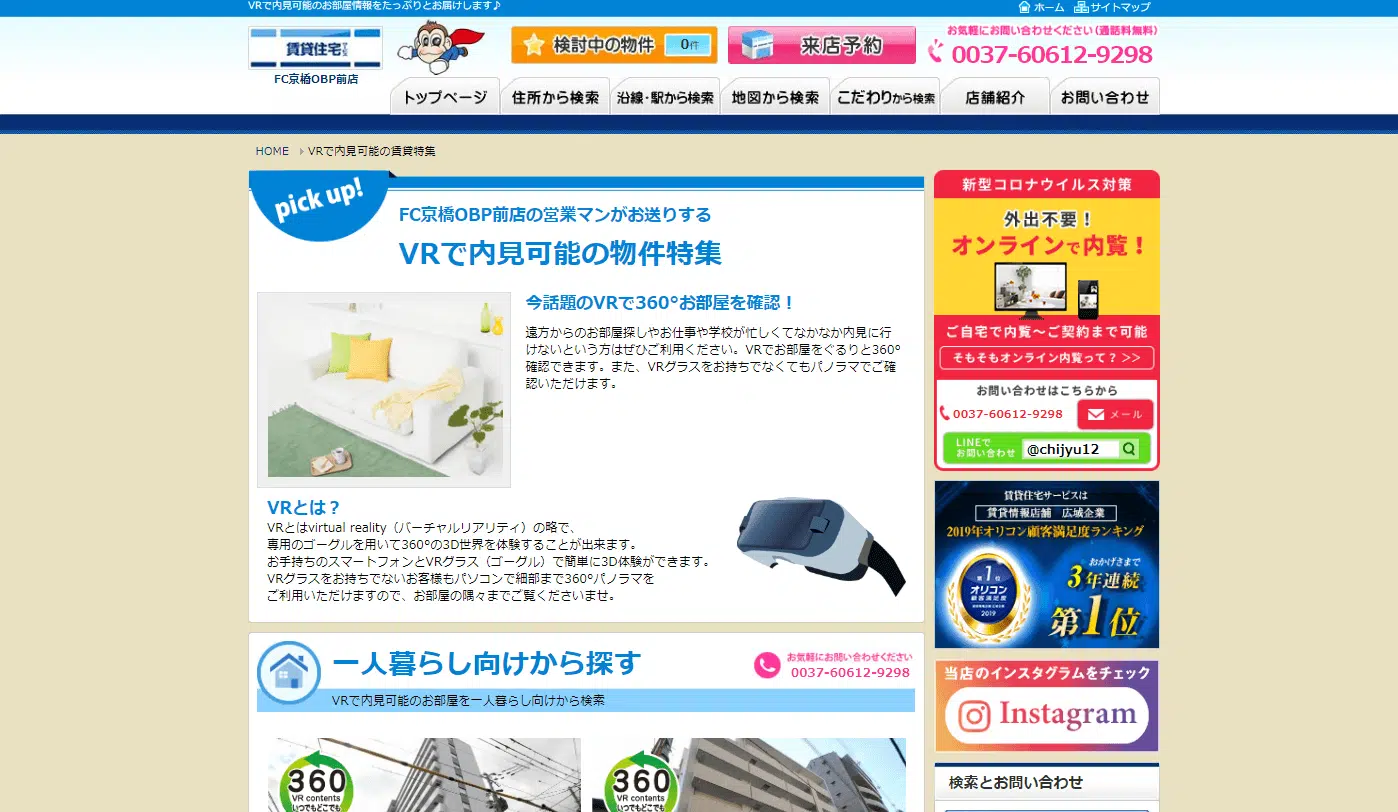 VRで内見可能のお部屋情報をたっぷりとお届けします♪
ホーム サイトマップ
賃貸住宅
FC京橋OBP前店
検討中の物件 0件
来店予約
お気軽にお問い合わせください（通話料無料）
0037-60612-9298
トップページ 住所から検索 沿線・駅から検索 地図から検索 こだわりから検索 店舗紹介 お問い合わせ
HOME VRで内見可能の賃貸特集
pick up!
FC京橋OBP前店の営業マンがお送りする
VRで内見可能の物件特集
今話題のVRで360°お部屋を確認！
遠方からのお部屋探しやお仕事や学校が忙しくてなかなか内見に行
けないという方はぜひご利用ください。VRでお部屋をぐるりと360°
確認できます。また、VRグラスをお持ちでなくてもパノラマでご確
認いただけます。
VRとは？
VRとはvirtual reality（バーチャルリアリティ）の略で、
専用のゴーグルを用いて360°の3D世界を体験することが出来ます。
お手持ちのスマートフォンとVRグラス（ゴーグル）で簡単に3D体験ができます。
VRグラスをお持ちでないお客様もパソコンで細部まで360°パノラマを
ご利用いただけますので、お部屋の隅々までご覧くださいませ。
一人暮らし向けから探す
お気軽にお問い合わせください
0037-60612-9298
VRで内見可能のお部屋を一人暮らし向けから検索
360
VR contents
いつでもどこでも
360
VR contents
いつでもどこでも
新型コロナウイルス対策
外出不要！
オンラインで内覧！
ご自宅で内覧～ご契約まで可能
そもそもオンライン内覧って？ >>
お問い合わせはこちらから
0037-60612-9298 メール
LINEで
お問い合わせ @chijyu12
賃貸住宅サービスは
賃貸情報店舗 広域企業
2019年オリコン顧客満足度ランキング
第1位
オリコン
顧客満足度
2019
おかげさまで
3年連続
第1位
当店のインスタグラムをチェック
Instagram
検索とお問い合わせ